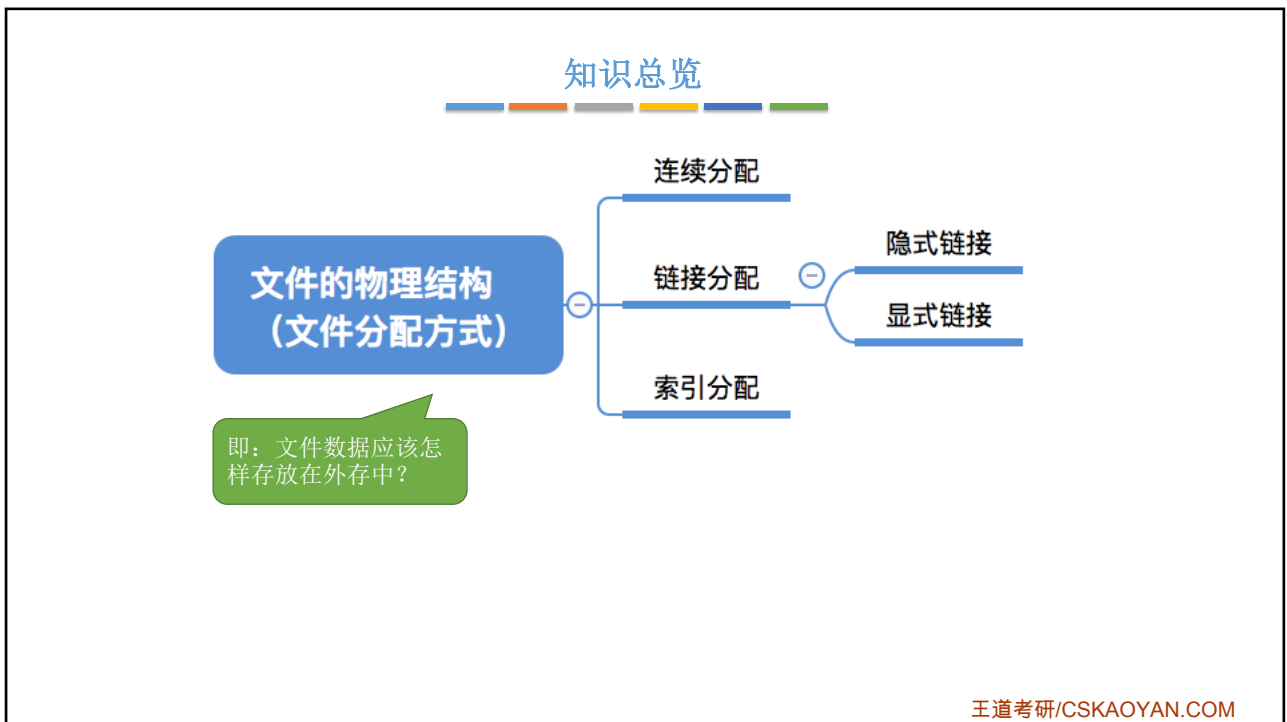 知识总览
连续分配
隐式链接
文件的物理结构
（文件分配方式）
链接分配
显式链接
索引分配
即：文件数据应该怎
样存放在外存中？
王道考研/CSKAOYAN.COM